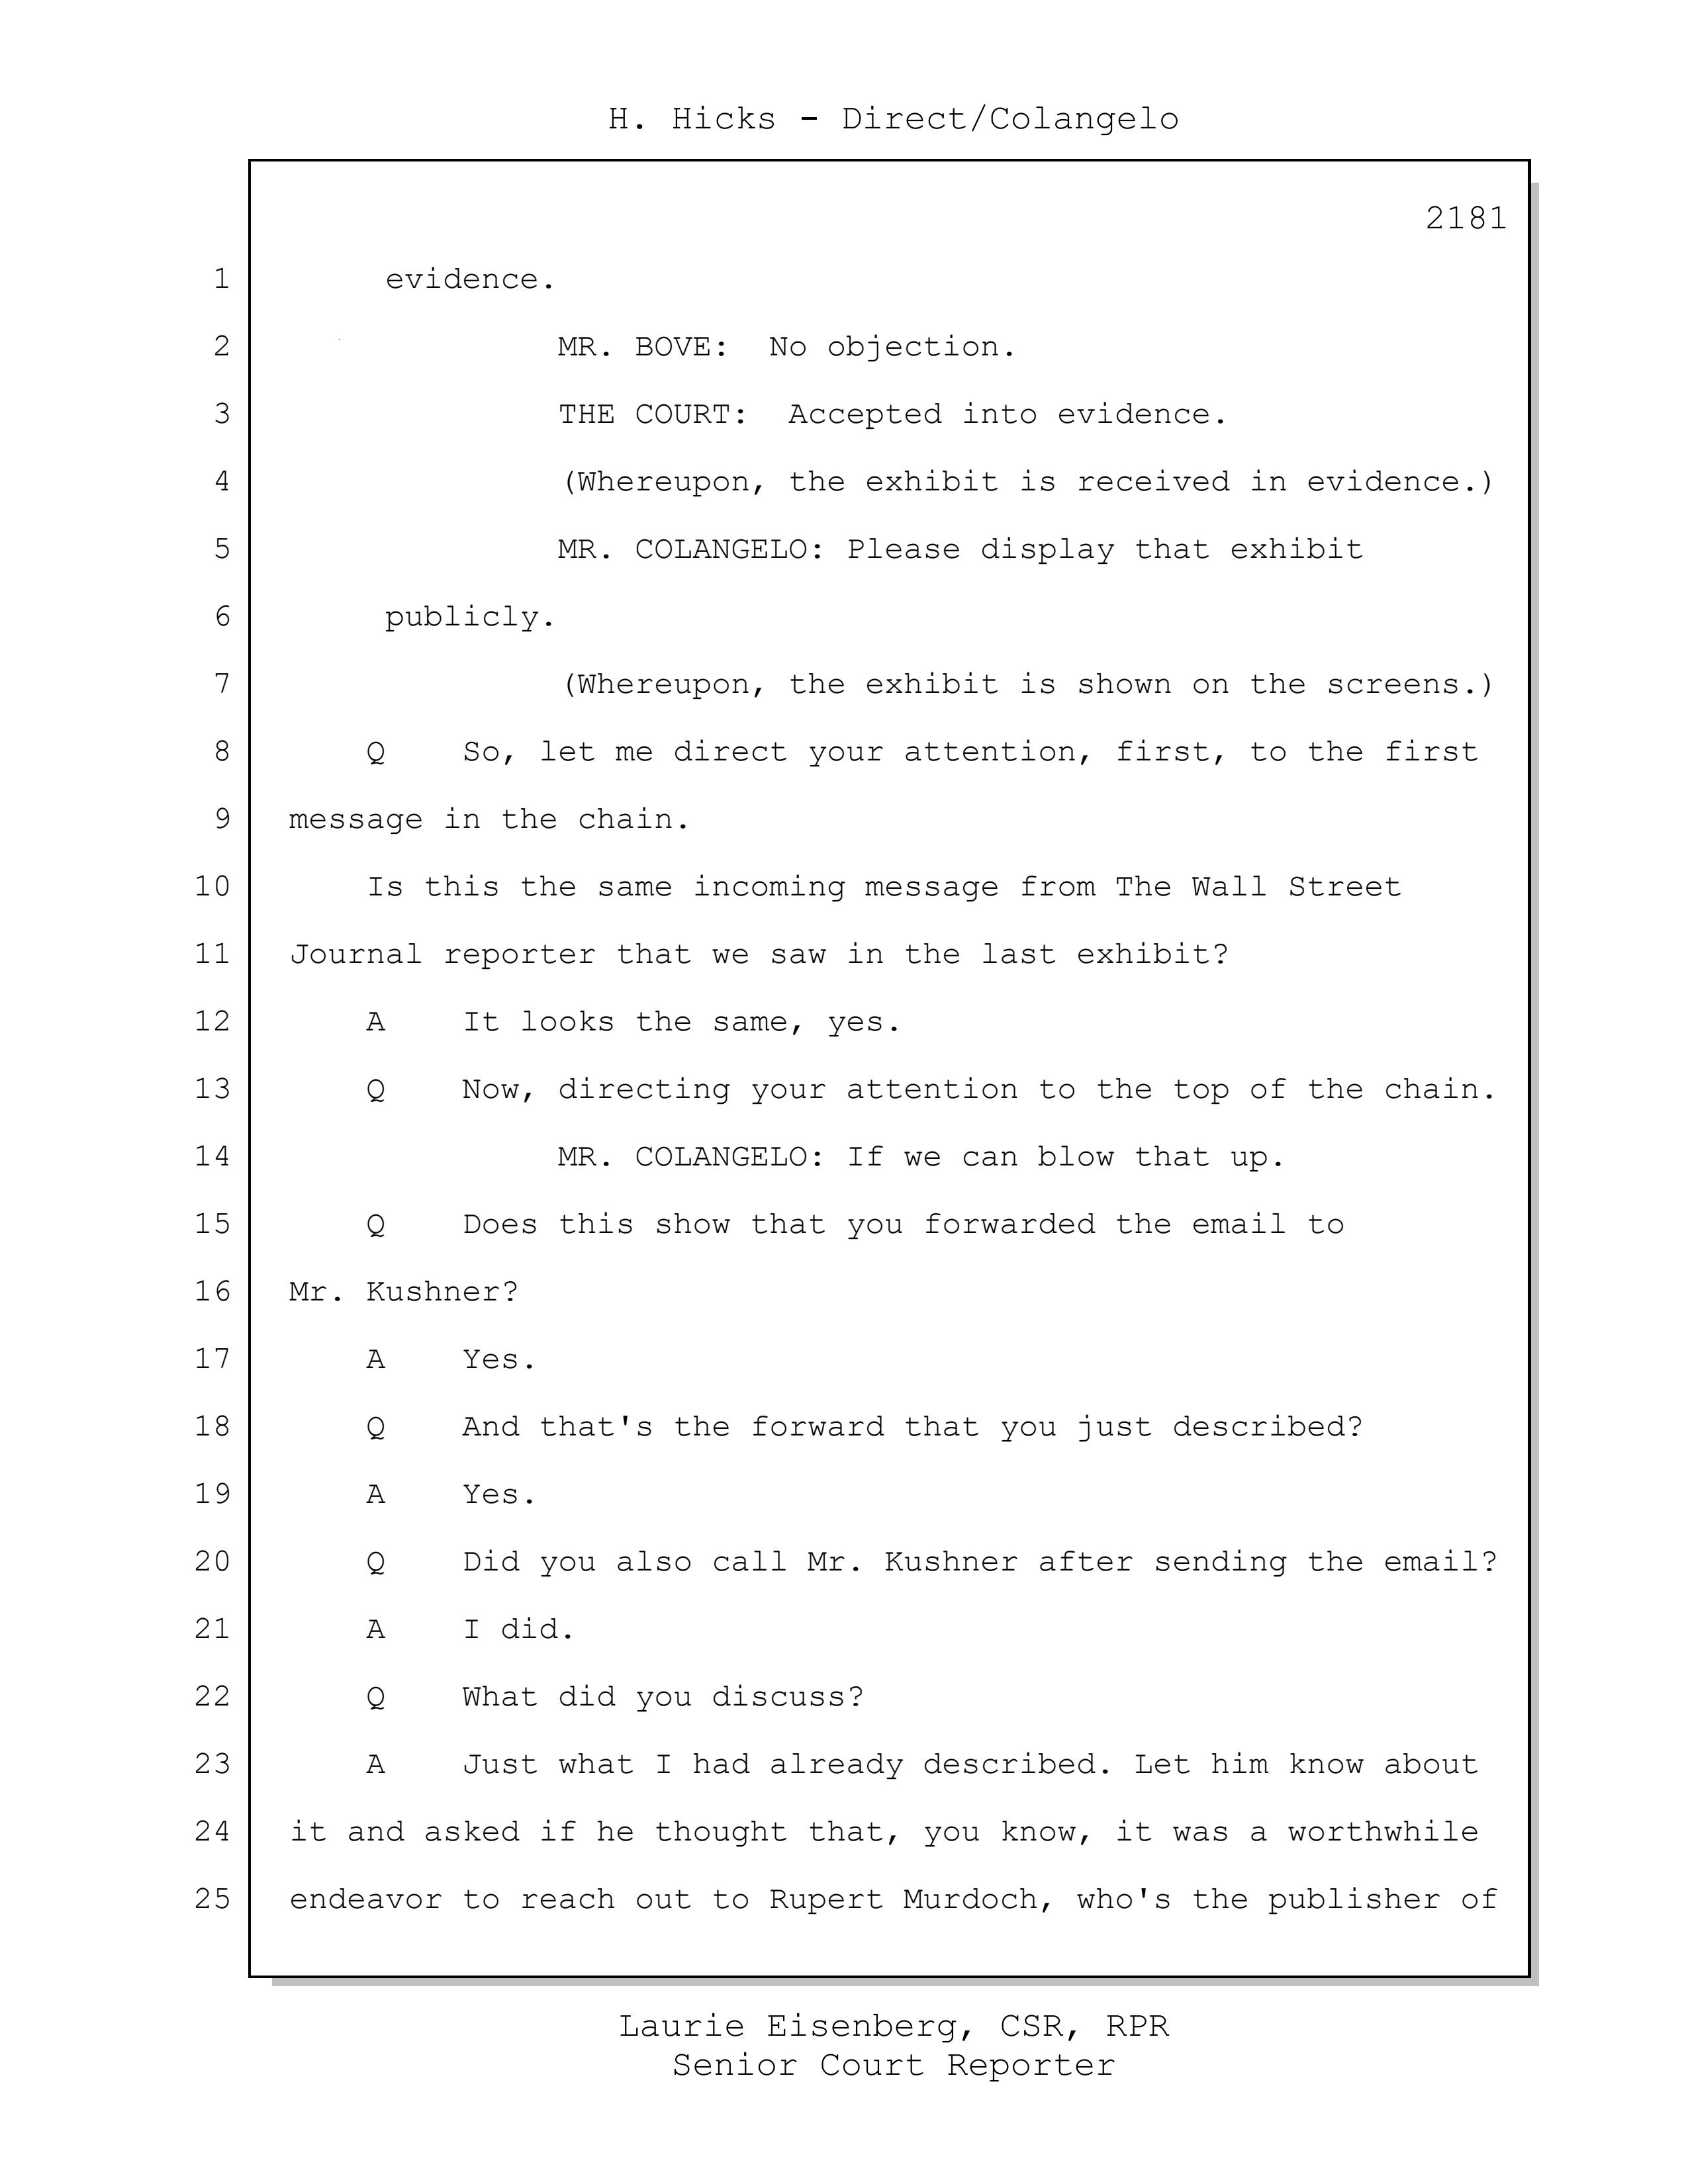 H. Hicks - Direct/Colangelo
2181
1 evidence.
2 MR. BOVE: No objection.
3 THE COURT: Accepted into evidence.
4 (Whereupon, the exhibit is received in evidence.)
5 MR. COLANGELO: Please display that exhibit
6 publicly.
7 (Whereupon, the exhibit is shown on the screens.)
8 Q So, let me direct your attention, first, to the first
9 message in the chain.
10 Is this the same incoming message from The Wall Street
11 Journal reporter that we saw in the last exhibit?
12 A It looks the same, yes.
13 Q Now, directing your attention to the top of the chain.
14 MR. COLANGELO: If we can blow that up.
15 Q Does this show that you forwarded the email to
16 Mr. Kushner?
17 A Yes.
18 Q And that's the forward that you just described?
19 A Yes.
20 Q Did you also call Mr. Kushner after sending the email?
21 A I did.
22 Q What did you discuss?
23 A Just what I had already described. Let him know about
24 it and asked if he thought that, you know, it was a worthwhile
25 endeavor to reach out to Rupert Murdoch, who's the publisher of
Laurie Eisenberg, CSR, RPR
Senior Court Reporter